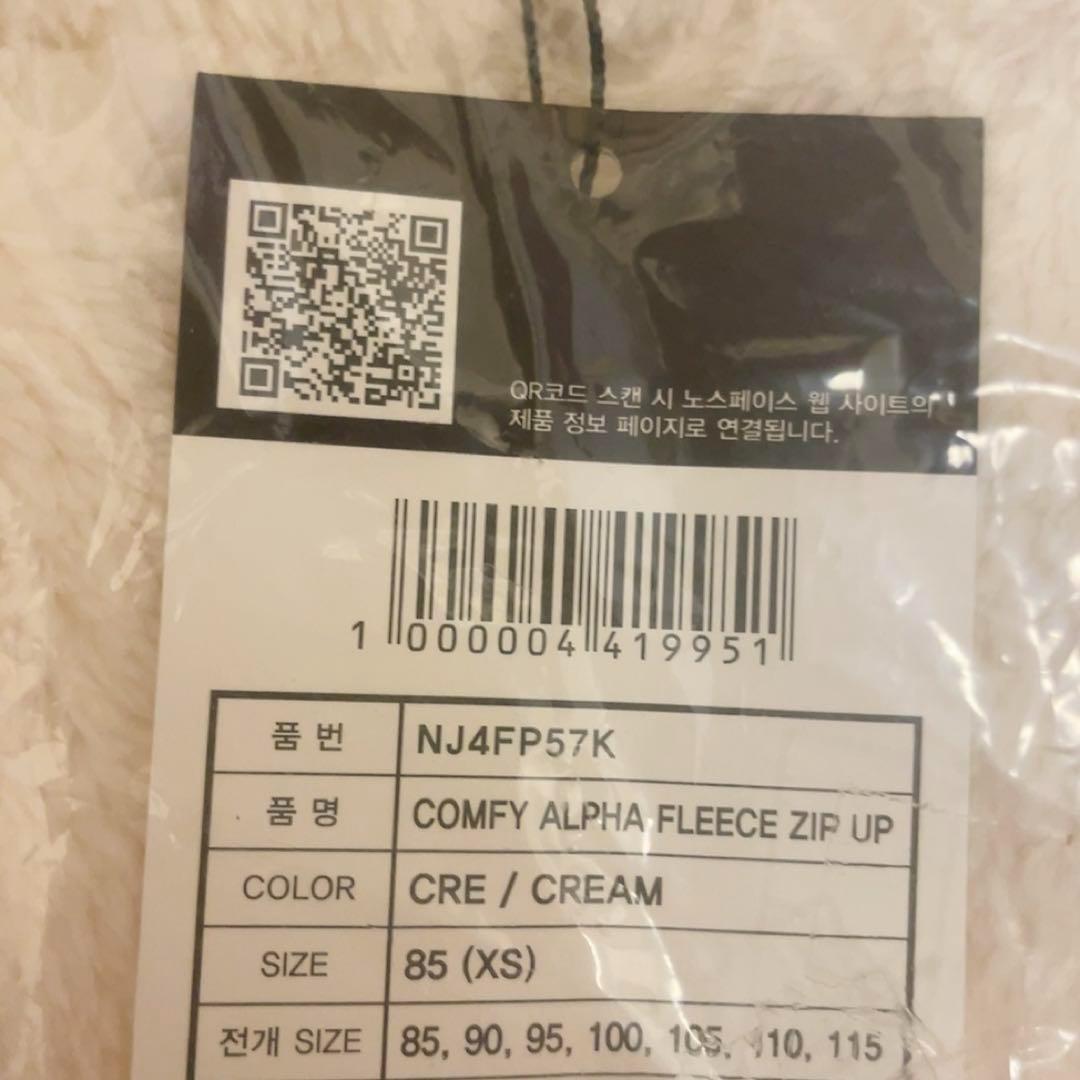 QR코드 스캔 시 노스페이스 웹 사이트의
제품 정보 페이지로 연결됩니다.
1 000004 419951
품 번 NJ4FP57K
품 명 COMFY ALPHA FLEECE ZIP UP
COLOR CRE / CREAM
SIZE 85 (XS)
전개 SIZE 85, 90, 95, 100, 105, 110, 115